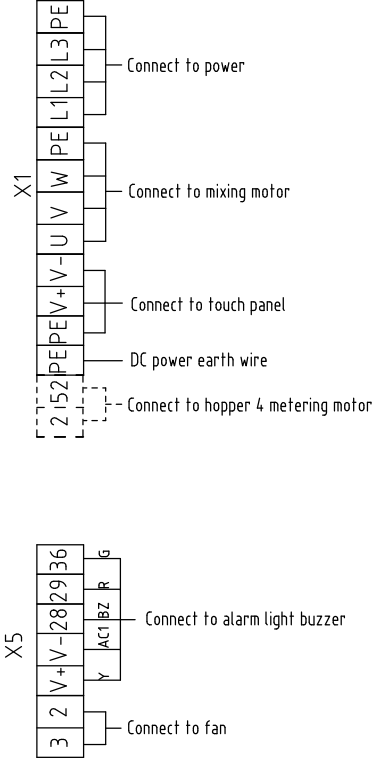 X1
PE
L3
L2
L1
Connect to power
PE
W
V
U
Connect to mixing motor
V-
V+
PE
Connect to touch panel
PE
DC power earth wire
152
2
Connect to hopper 4 metering motor
X5
36 G
29 R
28 BZ
V- AC1
V+ Y
Connect to alarm light buzzer
2
3
Connect to fan